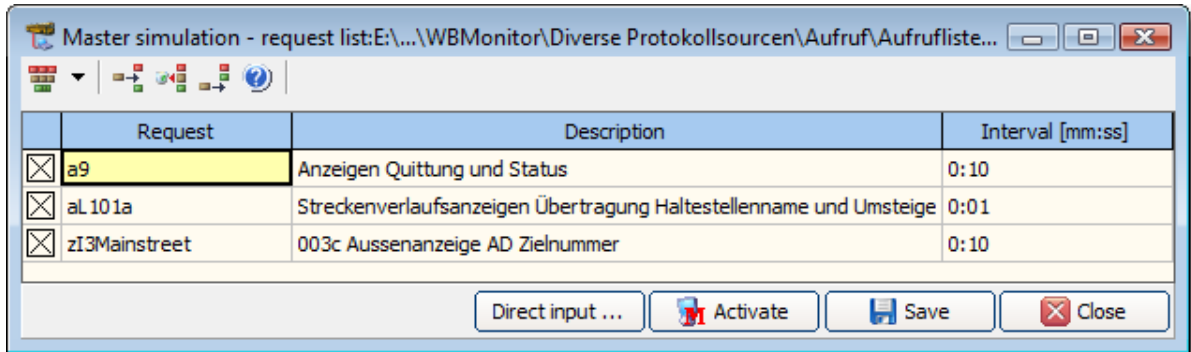 Master simulation - request list:E:\...\WBMonitor\Diverse Protokollsourcen\Aufruf\Aufrufliste...
Request Description Interval [mm:ss]
a9 Anzeigen Quittung und Status 0:10
aL101a Streckenverlaufsanzeigen Übertragung Haltestellenname und Umsteige 0:01
zI3Mainstreet 003c Aussenanzeige AD Zielnummer 0:10
Direct input ... Activate Save Close